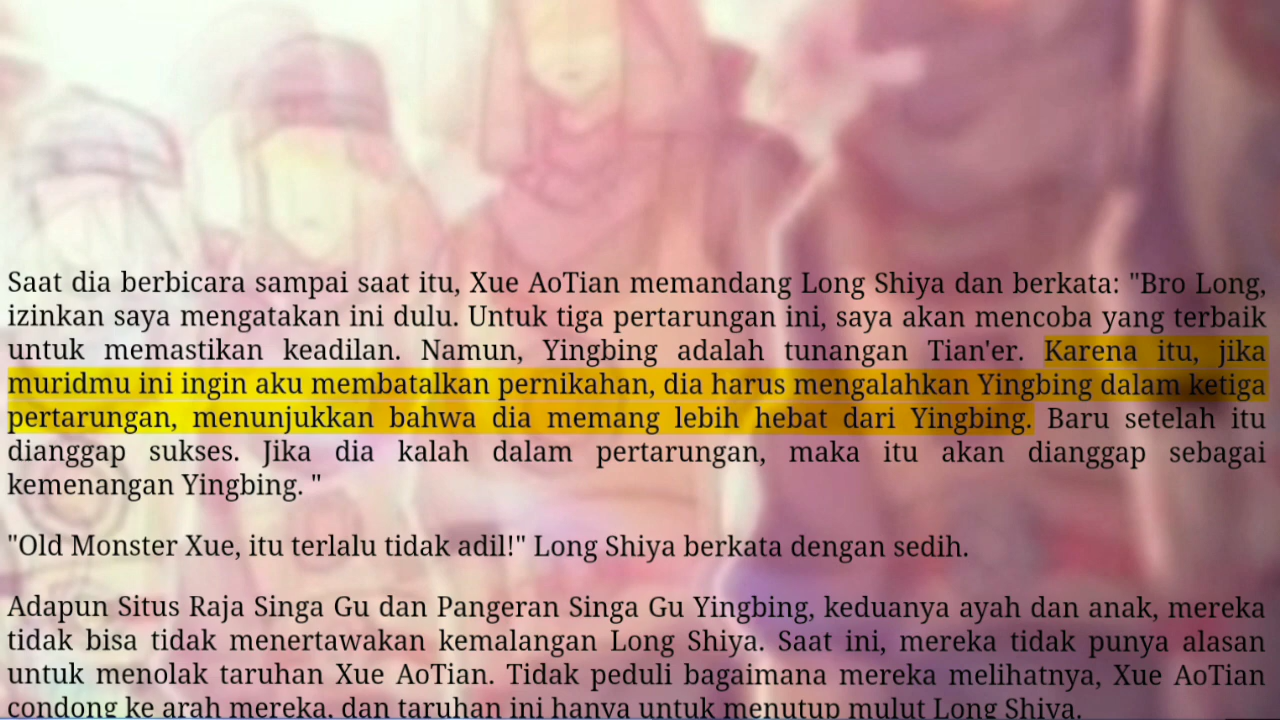 Saat dia berbicara sampai saat itu, Xue AoTian memandang Long Shiya dan berkata: "Bro Long,
izinkan saya mengatakan ini dulu. Untuk tiga pertarungan ini, saya akan mencoba yang terbaik
untuk memastikan keadilan. Namun, Yingbing adalah tunangan Tian'er. Karena itu, jika
muridmu ini ingin aku membatalkan pernikahan, dia harus mengalahkan Yingbing dalam ketiga
pertarungan, menunjukkan bahwa dia memang lebih hebat dari Yingbing. Baru setelah itu
dianggap sukses. Jika dia kalah dalam pertarungan, maka itu akan dianggap sebagai
kemenangan Yingbing. "
"Old Monster Xue, itu terlalu tidak adil!" Long Shiya berkata dengan sedih.
Adapun Situs Raja Singa Gu dan Pangeran Singa Gu Yingbing, keduanya ayah dan anak, mereka
tidak bisa tidak menertawakan kemalangan Long Shiya. Saat ini, mereka tidak punya alasan
untuk menolak taruhan Xue AoTian. Tidak peduli bagaimana mereka melihatnya, Xue AoTian
condong ke arah mereka, dan taruhan ini hanya untuk menutup mulut Long Shiya.